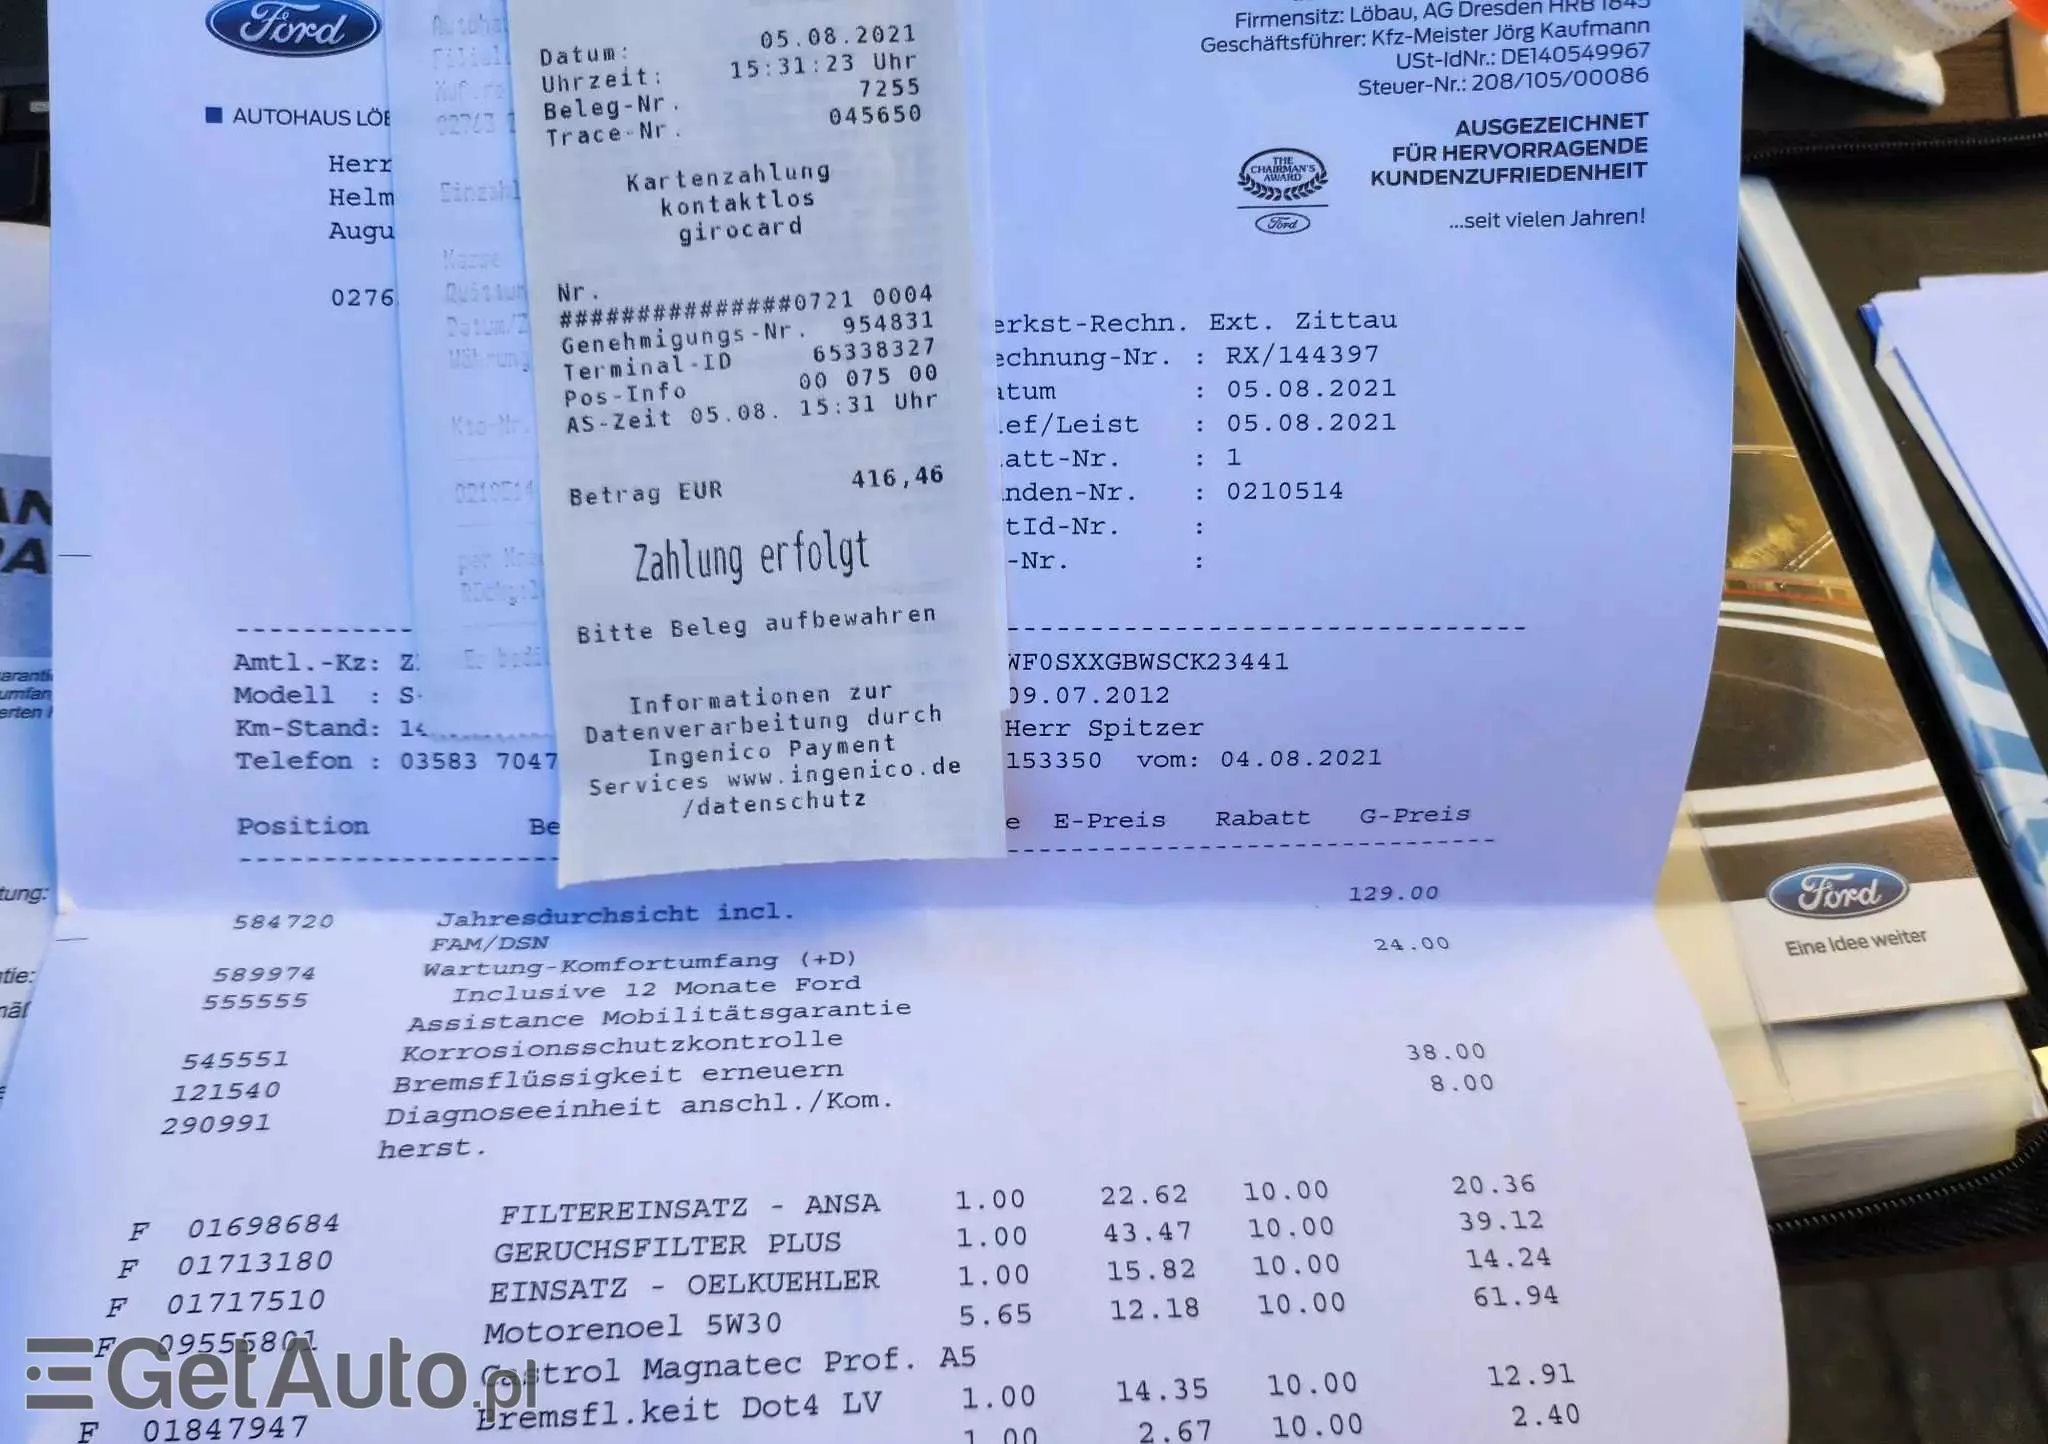 Ford
AUTOHAUS LÖB
Herr
Helm
Augu
0276
Datum: 05.08.2021
Uhrzeit: 15:31:23 Uhr
Beleg-Nr. 7255
Trace-Nr. 045650
Kartenzahlung
kontaktlos
girocard
Nr.
##############0721 0004
Genehmigungs-Nr. 954831
Terminal-ID 65338327
Pos-Info 00 075 00
AS-Zeit 05.08. 15:31 Uhr
Betrag EUR 416,46
Zahlung erfolgt
Bitte Beleg aufbewahren
Informationen zur
Datenverarbeitung durch
Ingenico Payment
Services www.ingenico.de
/datenschutz
Firmensitz: Löbau, AG Dresden HRB 1845
Geschäftsführer: Kfz-Meister Jörg Kaufmann
USt-IdNr.: DE140549967
Steuer-Nr.: 208/105/00086
AUSGEZEICHNET
FÜR HERVORRAGENDE
KUNDENZUFRIEDENHEIT
...seit vielen Jahren!
THE
CHAIRMAN'S
AWARD
Ford
erkst-Rechn. Ext. Zittau
echnung-Nr. : RX/144397
atum : 05.08.2021
ef/Leist : 05.08.2021
att-Nr. : 1
nden-Nr. : 0210514
tId-Nr. :
-Nr. :
Amtl.-Kz: Z WF0SXXGBWSCK23441
Modell : S- 09.07.2012
Km-Stand: 14 Herr Spitzer
Telefon : 03583 7047 153350 vom: 04.08.2021
Position Be e E-Preis Rabatt G-Preis
584720 Jahresdurchsicht incl. 129.00
FAM/DSN
589974 Wartung-Komfortumfang (+D) 24.00
555555 Inclusive 12 Monate Ford
Assistance Mobilitätsgarantie
545551 Korrosionsschutzkontrolle
121540 Bremsflüssigkeit erneuern 38.00
290991 Diagnoseeinheit anschl./Kom. 8.00
herst.
F 01698684 FILTEREINSATZ - ANSA 1.00 22.62 10.00 20.36
F 01713180 GERUCHSFILTER PLUS 1.00 43.47 10.00 39.12
F 01717510 EINSATZ - OELKUEHLER 1.00 15.82 10.00 14.24
F 09555801 Motorenoel 5W30 5.65 12.18 10.00 61.94
Castrol Magnatec Prof. A5
F 01847947 Bremsfl.keit Dot4 LV 1.00 14.35 10.00 12.91
1.00 2.67 10.00 2.40
Ford
Eine Idee weiter
GetAuto.pl